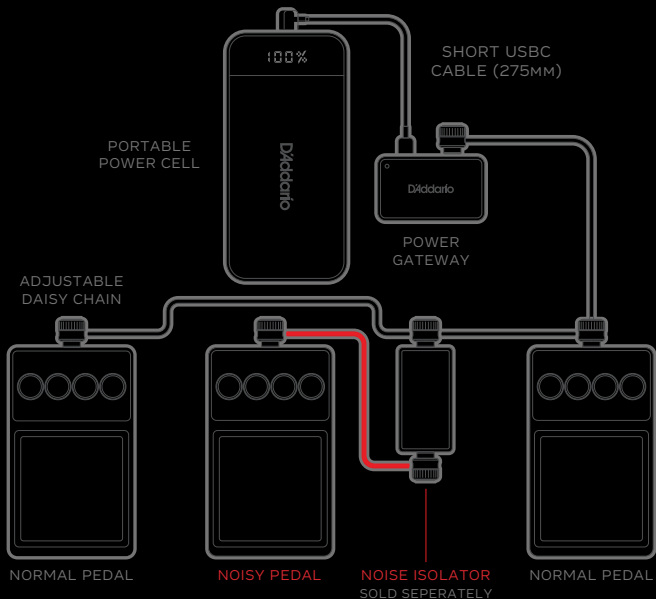 100%
SHORT USBC
CABLE (275MM)
PORTABLE
POWER CELL
D'Addario
D'Addario
POWER
GATEWAY
ADJUSTABLE
DAISY CHAIN
NORMAL PEDAL
NOISY PEDAL
NOISE ISOLATOR
SOLD SEPERATELY
NORMAL PEDAL